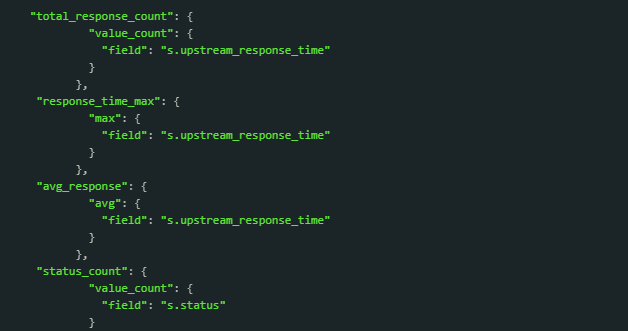 "total_response_count": {
"value_count": {
"field": "s.upstream_response_time"
}
},
"response_time_max": {
"max": {
"field": "s.upstream_response_time"
}
},
"avg_response": {
"avg": {
"field": "s.upstream_response_time"
}
},
"status_count": {
"value_count": {
"field": "s.status"
}